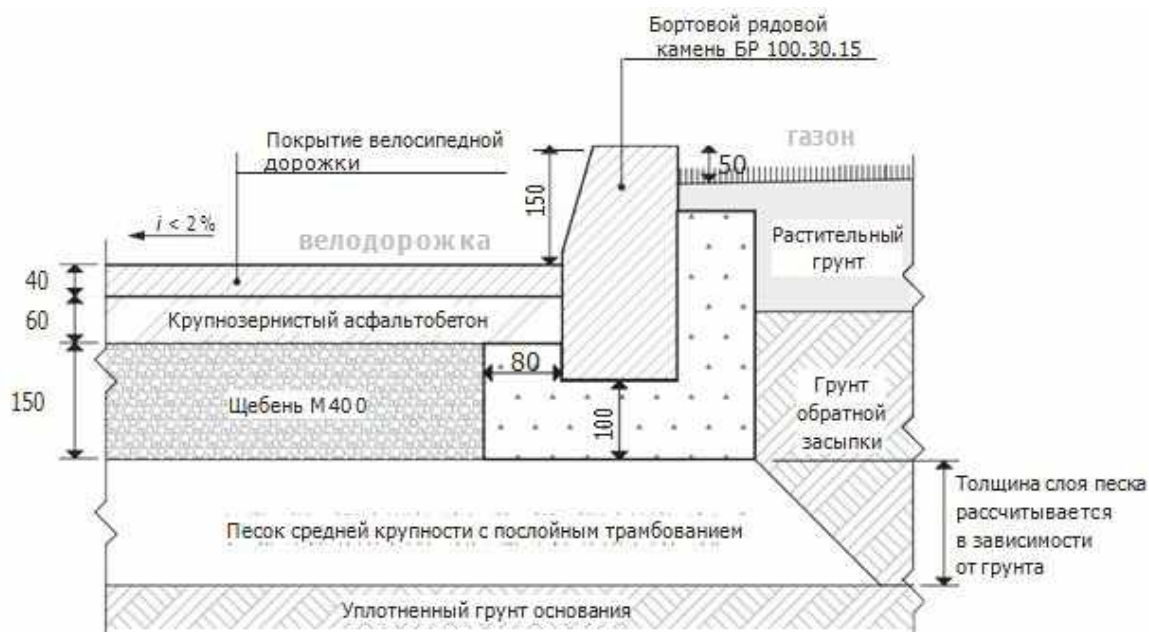 Бортовой рядовой
камень БР 100.30.15
Покрытие велосипедной
дорожки
газон
50
150
i < 2%
велодорожка
Растительный
грунт
40
60
Крупнозернистый асфальтобетон
80
150
Щебень М400
100
Грунт
обратной
засыпки
Толщина слоя песка
рассчитывается
в зависимости
от грунта
Песок средней крупности с послойным трамбованием
Уплотненный грунт основания